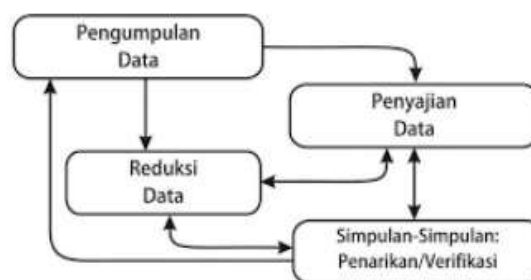 Pengumpulan
Data
Penyajian
Data
Reduksi
Data
Simpulan-Simpulan:
Penarikan/Verifikasi